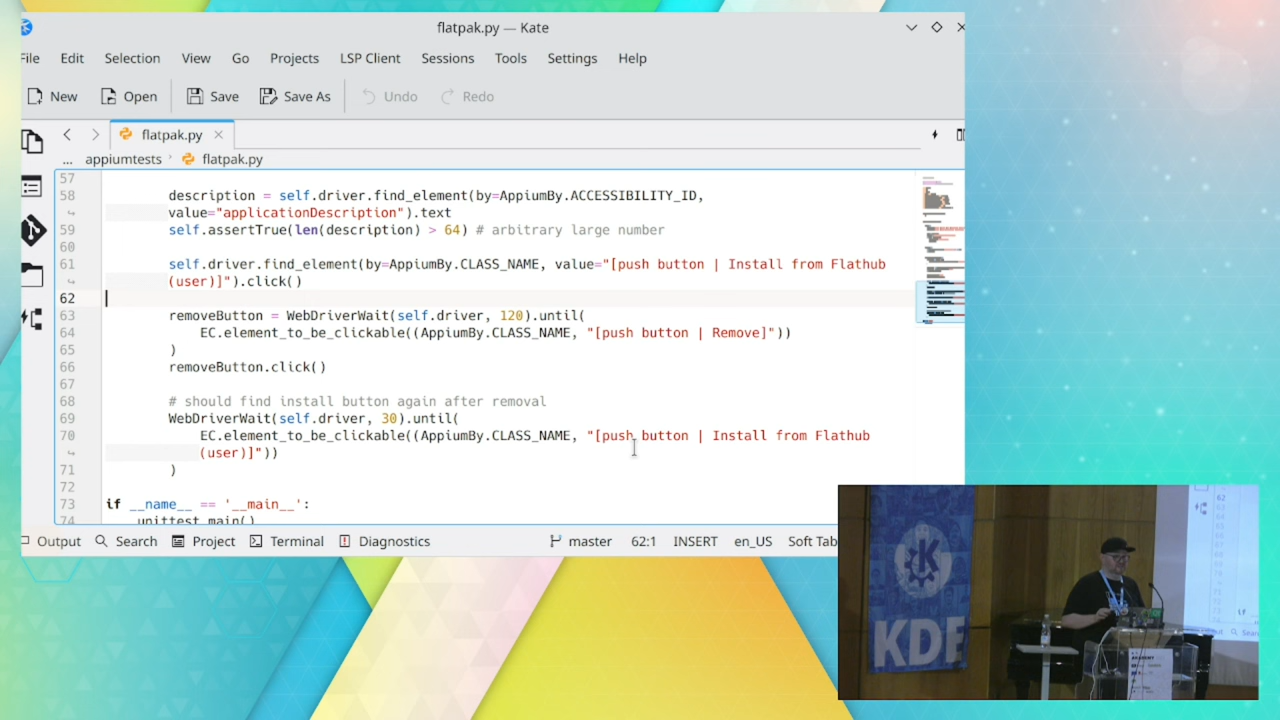 flatpak.py — Kate
File Edit Selection View Go Projects LSP Client Sessions Tools Settings Help
New Open Save Save As Undo Redo
flatpak.py
... appiumtests flatpak.py
57
58 description = self.driver.find_element(by=AppiumBy.ACCESSIBILITY_ID,
value="applicationDescription").text
59 self.assertTrue(len(description) > 64) # arbitrary large number
60
61 self.driver.find_element(by=AppiumBy.CLASS_NAME, value="[push button | Install from Flathub
(user)]").click()
62
63 removeButton = WebDriverWait(self.driver, 120).until(
64 EC.element_to_be_clickable((AppiumBy.CLASS_NAME, "[push button | Remove]"))
65 )
66 removeButton.click()
67
68 # should find install button again after removal
69 WebDriverWait(self.driver, 30).until(
70 EC.element_to_be_clickable((AppiumBy.CLASS_NAME, "[push button | Install from Flathub
(user)]"))
71 )
72
73 if __name__ == '__main__':
74 unittest.main()
Output Search Project Terminal Diagnostics master 62:1 INSERT en_US Soft Tab
KDE